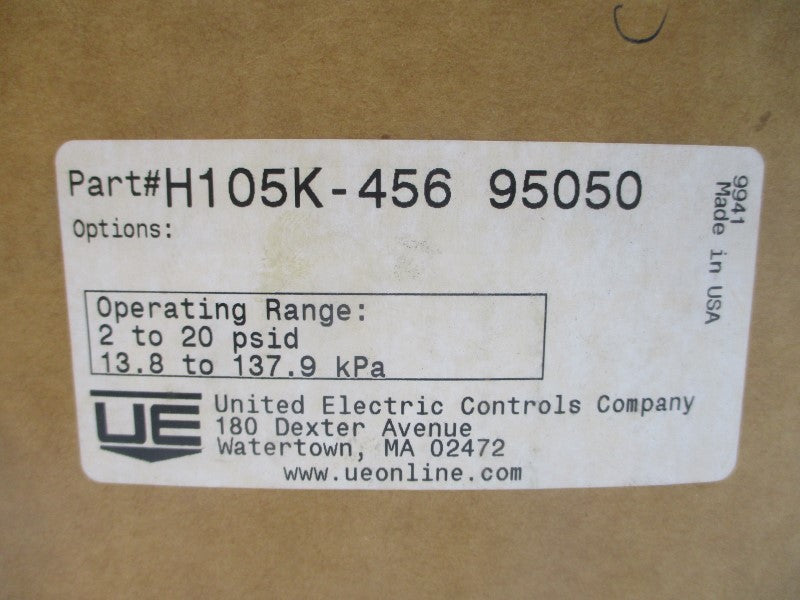 Part#H105K-456 95050
Options:
Operating Range:
2 to 20 psid
13.8 to 137.9 kPa
UE
United Electric Controls Company
180 Dexter Avenue
Watertown, MA 02472
www.ueonline.com
9941
Made in USA